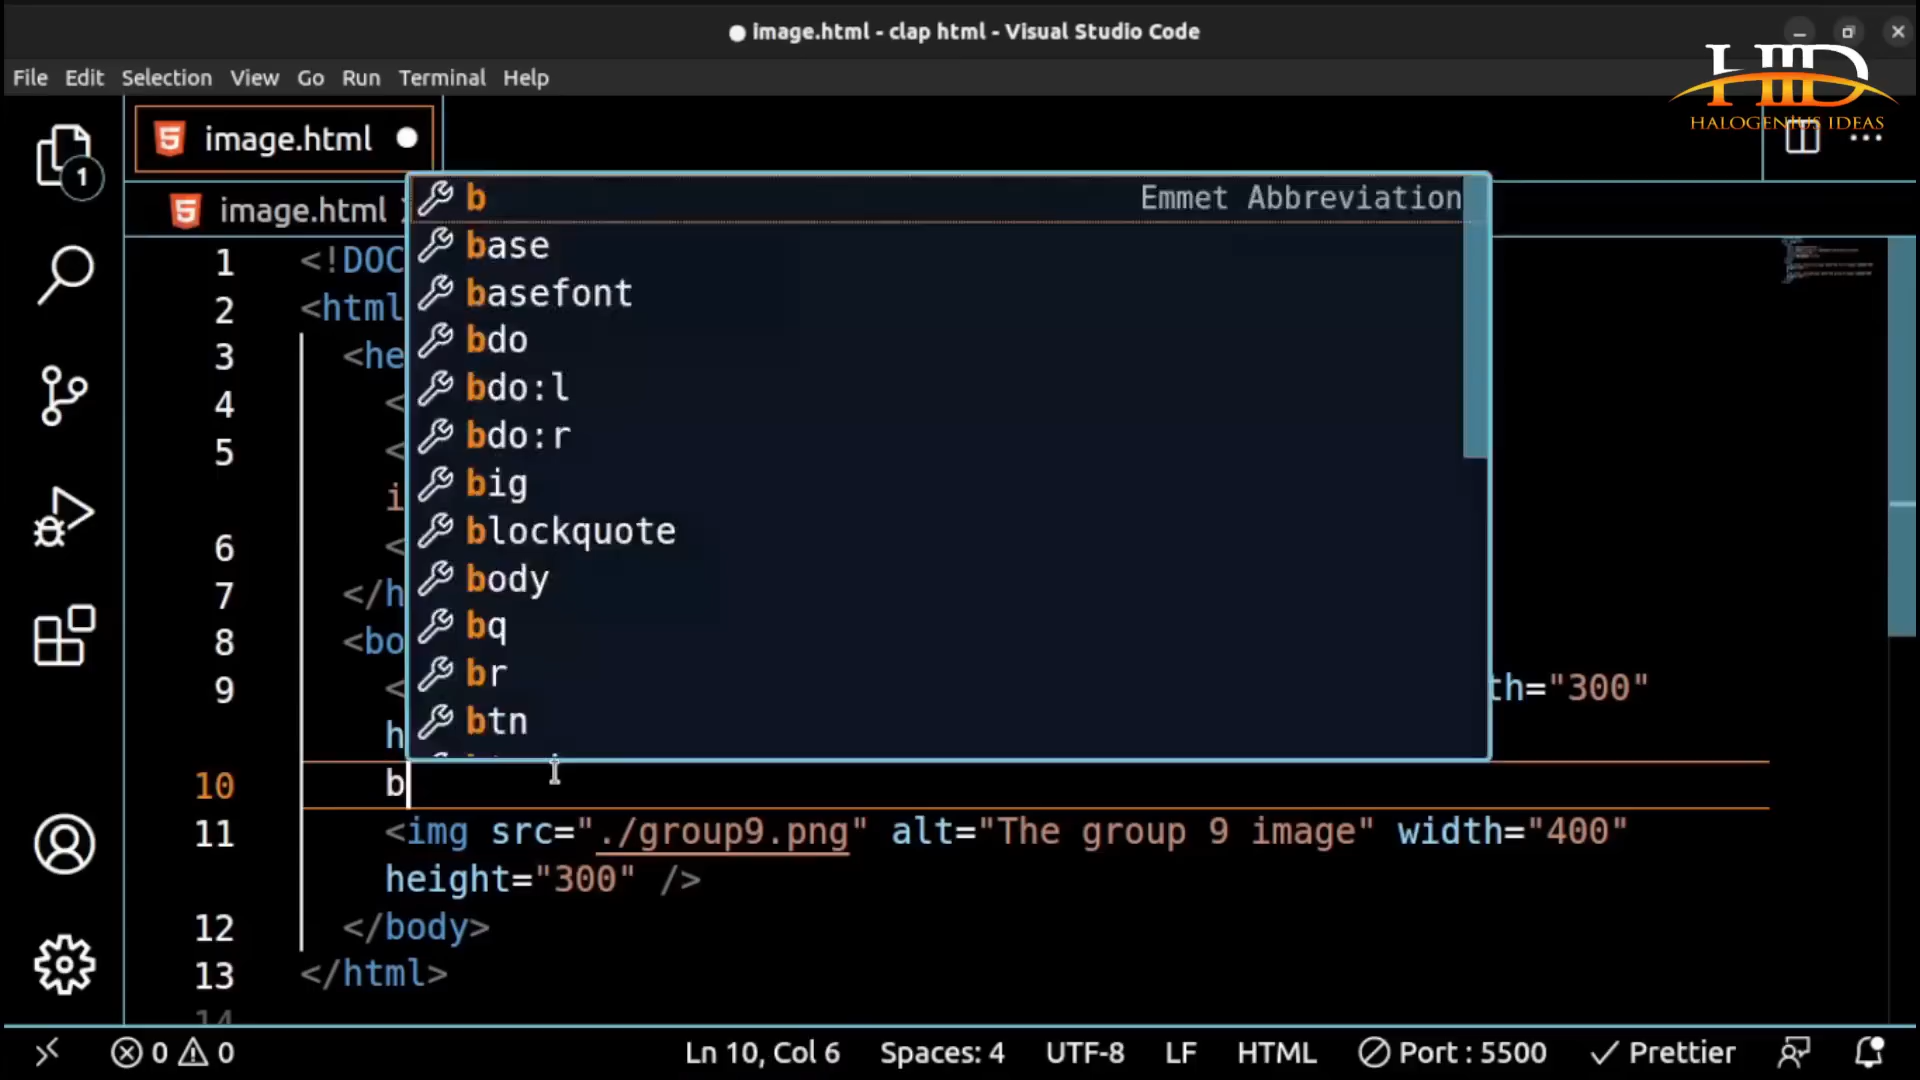 image.html - clap html - Visual Studio Code
File Edit Selection View Go Run Terminal Help
HID
HALOGENIUS IDEAS
image.html
1
image.html
b Emmet Abbreviation
base
basefont
bdo
bdo:l
bdo:r
big
blockquote
body
bq
br
btn
1 <!DOC
2 <html
3 <he
4 <
5 <
i
6 <
7 </h
8 <bo
9 < th="300"
h
10 b
11 <img src="./group9.png" alt="The group 9 image" width="400"
height="300" />
12 </body>
13 </html>
14
0 0 Ln 10, Col 6 Spaces: 4 UTF-8 LF HTML Port : 5500 Prettier